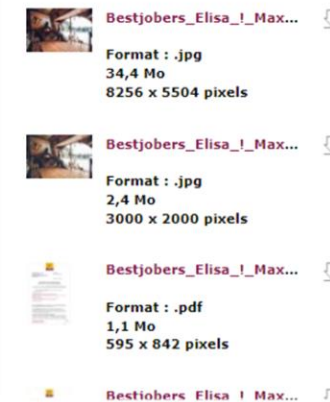 Bestjobers_Elisa_!_Max...
Format : .jpg
34,4 Mo
8256 x 5504 pixels
Bestjobers_Elisa_!_Max...
Format : .jpg
2,4 Mo
3000 x 2000 pixels
Bestjobers_Elisa_!_Max...
Format : .pdf
1,1 Mo
595 x 842 pixels
Bestjobers_Elisa_!_Max...